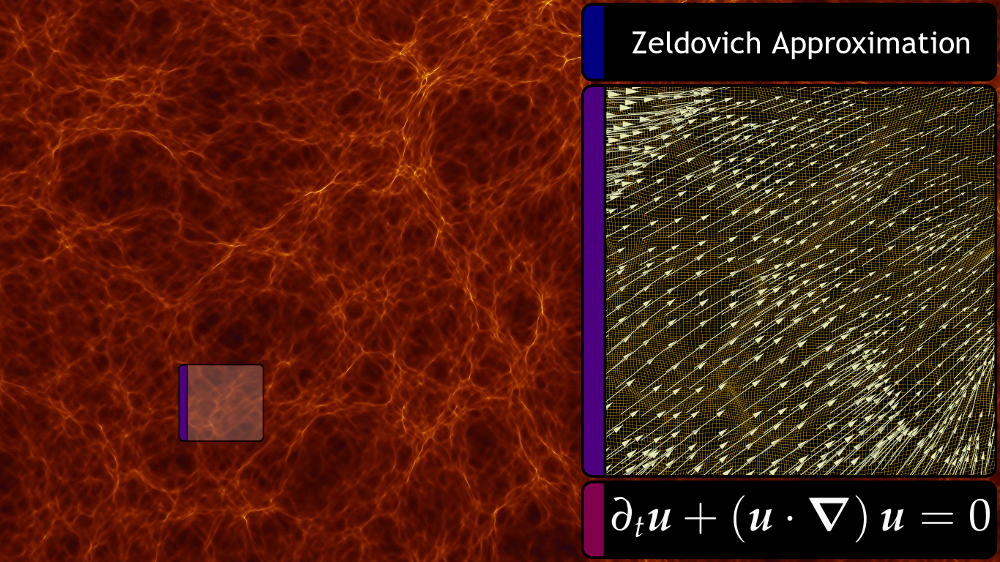 Zeldovich Approximation
∂ₜu + (u · ∇) u = 0